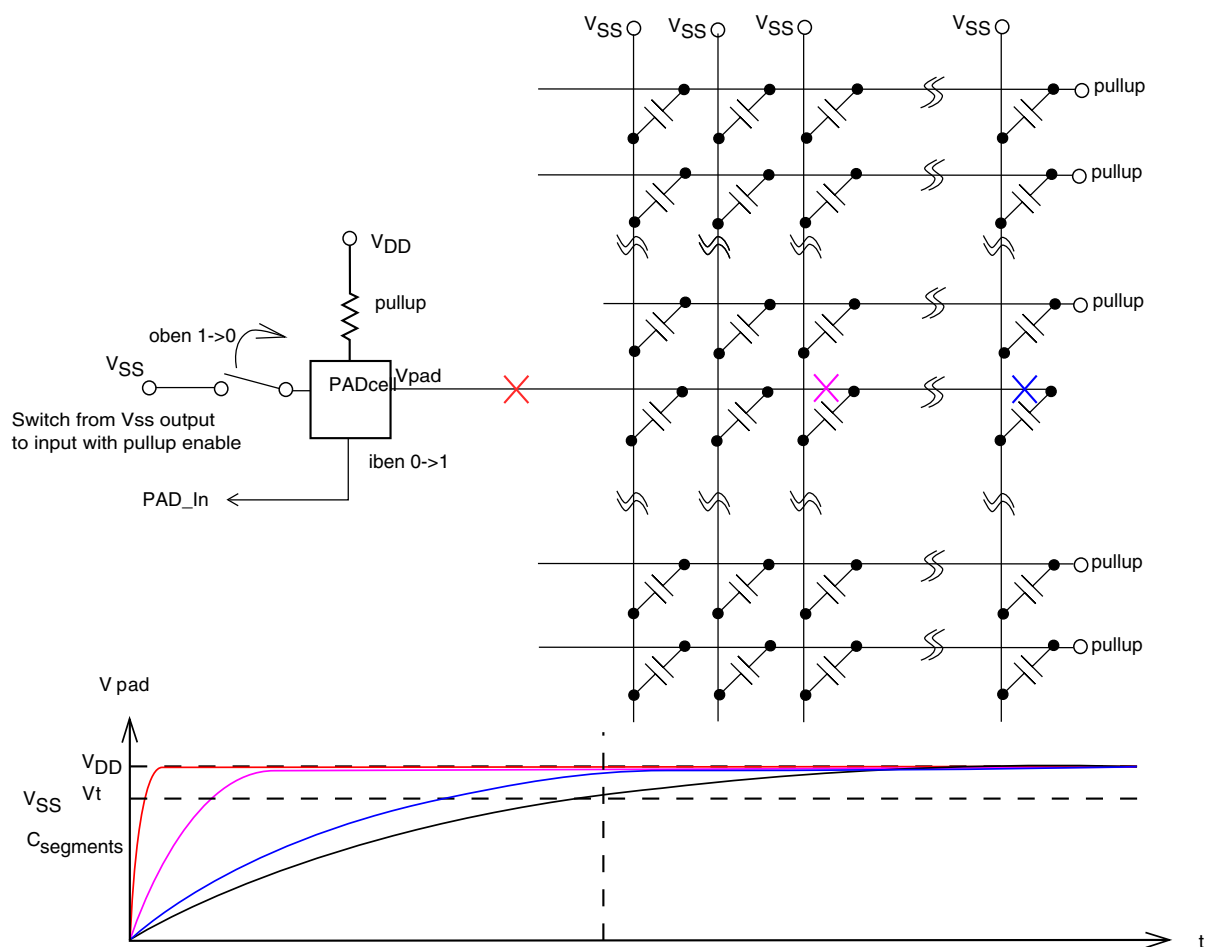 VSS VSS VSS VSS
pullup
pullup
VDD
pullup
pullup
oben 1->0
VSS
PADcell Vpad
Switch from Vss output
to input with pullup enable
iben 0->1
PAD_In
pullup
pullup
V pad
VDD
VSS Vt
Csegments
t